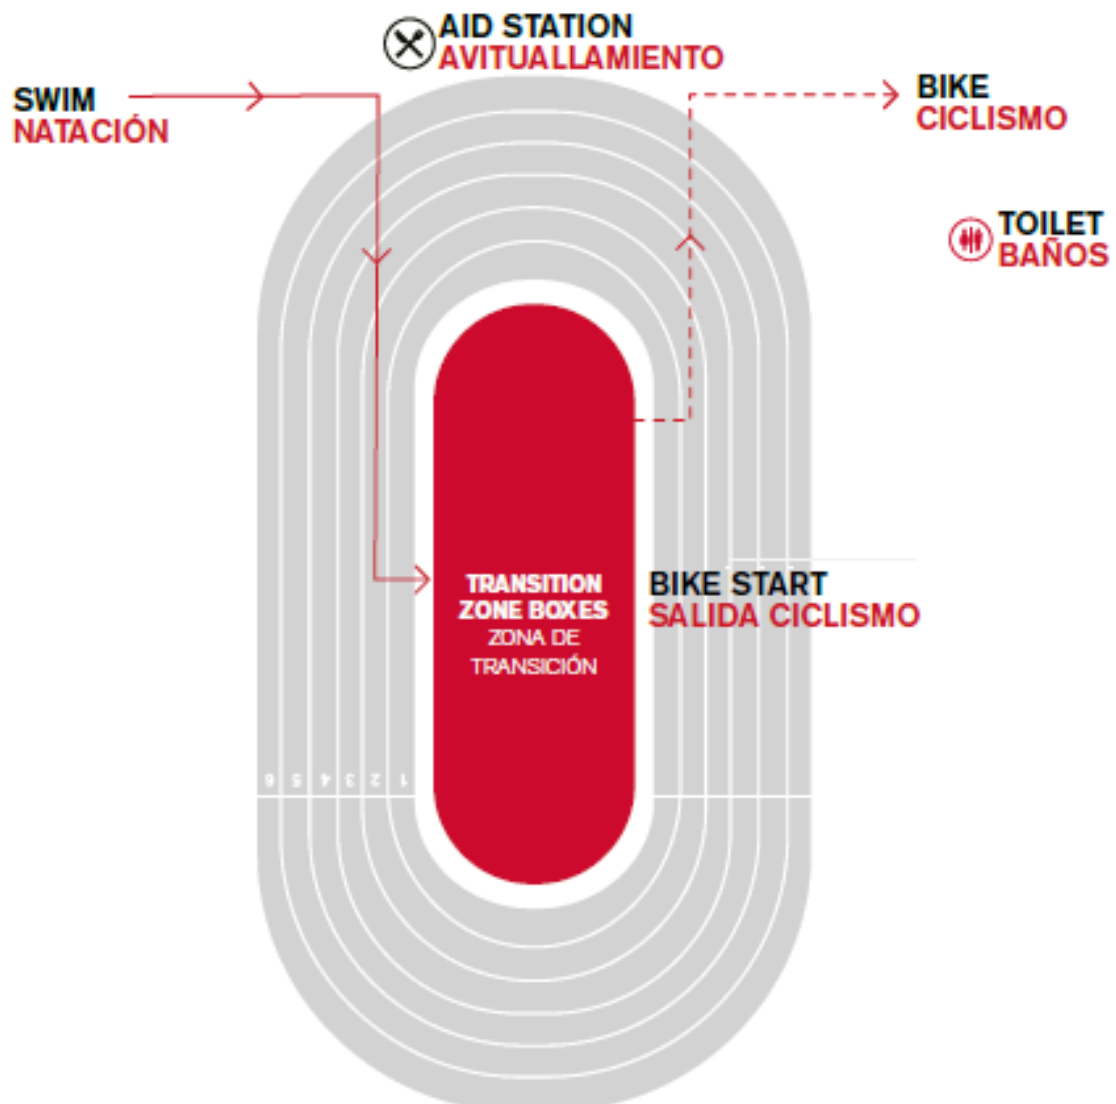 AID STATION
AVITUALLAMIENTO
SWIM
NATACIÓN
BIKE
CICLISMO
TOILET
BAÑOS
TRANSITION
ZONE BOXES
ZONA DE
TRANSICIÓN
BIKE START
SALIDA CICLISMO
6 5 4 3 2 1